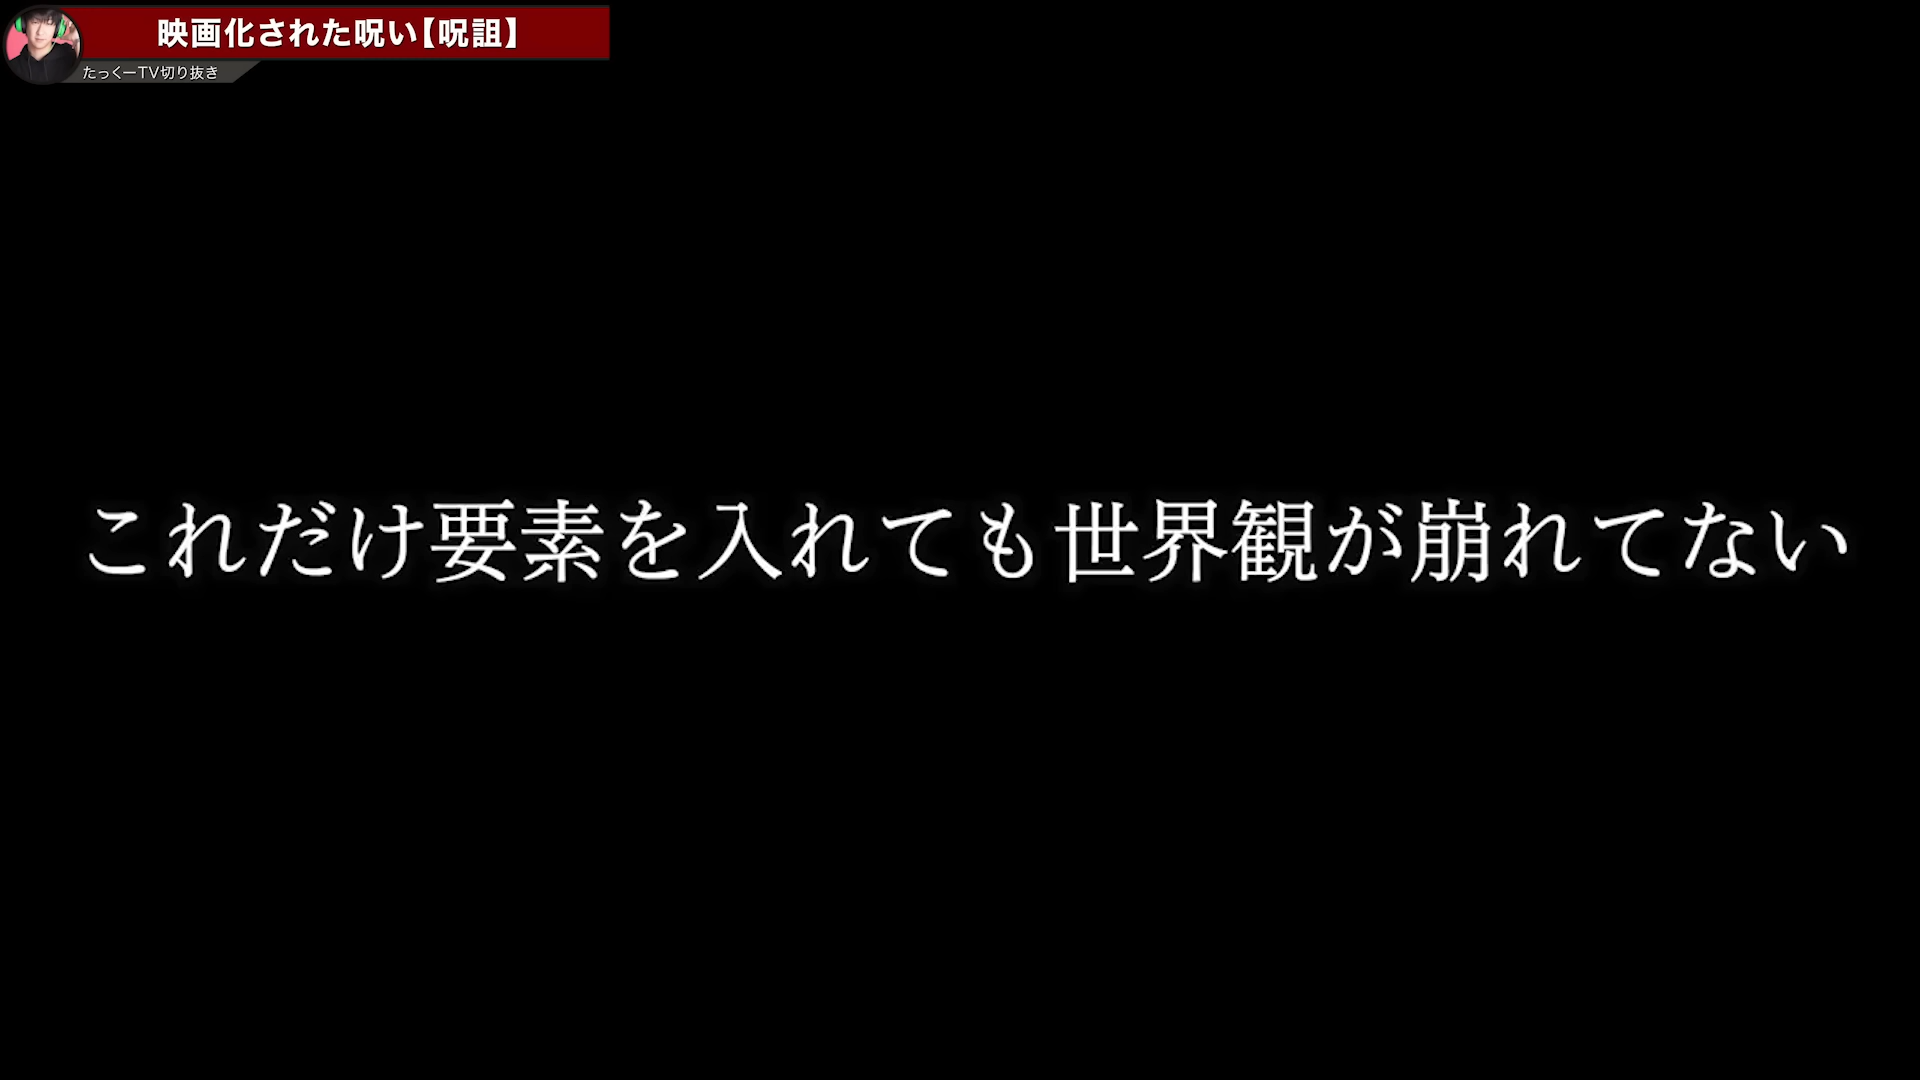 映画化された呪い【呪詛】
たっくーTV切り抜き
これだけ要素を入れても世界観が崩れてない